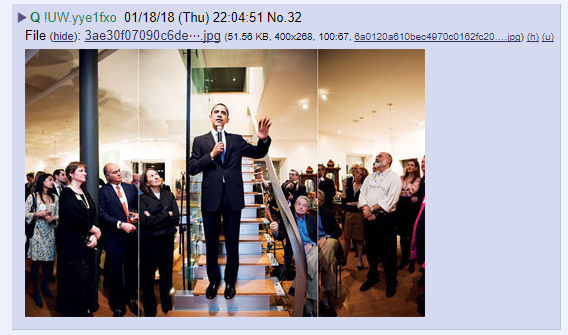 Q !UW.yye1fxo 01/18/18 (Thu) 22:04:51 No.32
File (hide): 3ae30f07090c6de⋯.jpg (51.56 KB, 400x268, 100:67, 6a0120a610bec4970c0162fc20….jpg) (h) (u)